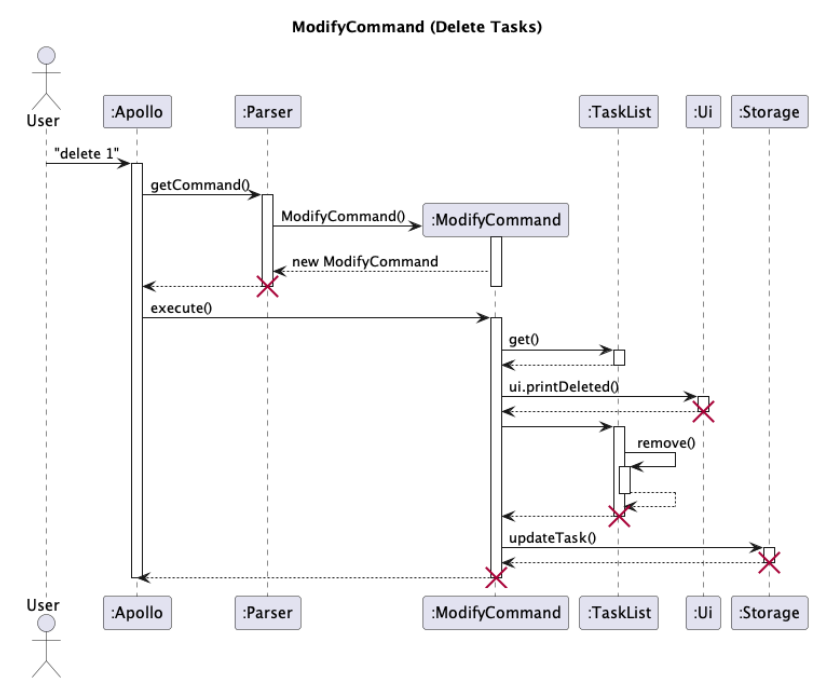 ModifyCommand (Delete Tasks)
User
:Apollo
:Parser
:TaskList
:Ui
:Storage
"delete 1"
getCommand()
ModifyCommand()
:ModifyCommand
new ModifyCommand
execute()
get()
ui.printDeleted()
remove()
updateTask()
User
:Apollo
:Parser
:ModifyCommand
:TaskList
:Ui
:Storage